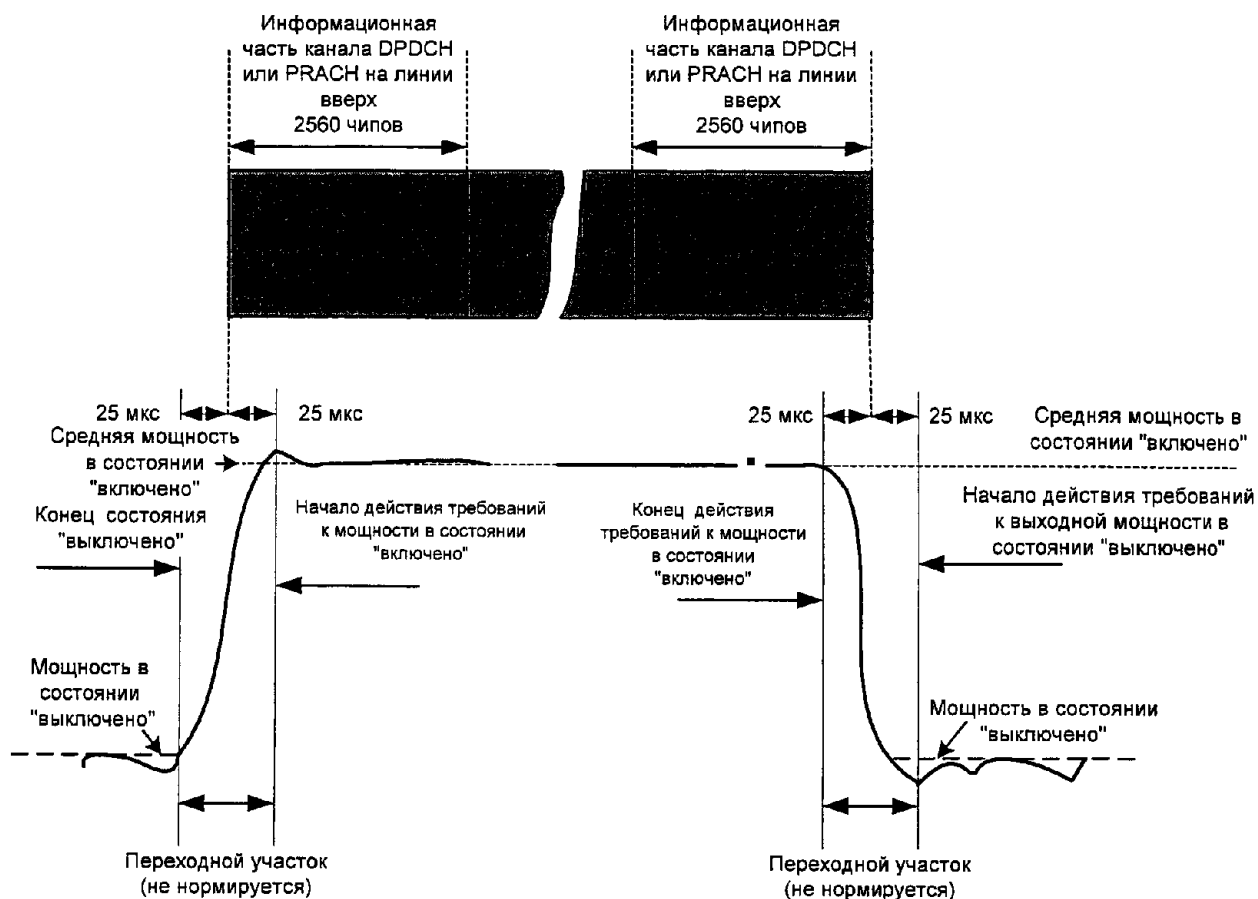 Информационная
часть канала DPDCH
или PRACH на линии
вверх
2560 чипов
Информационная
часть канала DPDCH
или PRACH на линии
вверх
2560 чипов
25 мкс
25 мкс
25 мкс
25 мкс
Средняя мощность
в состоянии
"включено"
Средняя мощность в
состоянии "включено"
Конец состояния
"выключено"
Начало действия требований
к мощности в состоянии
"включено"
Конец действия
требований к мощности
в состоянии
"включено"
Начало действия требований
к выходной мощности в
состоянии "выключено"
Мощность в
состоянии
"выключено"
Мощность в состоянии
"выключено"
Переходной участок
(не нормируется)
Переходной участок
(не нормируется)